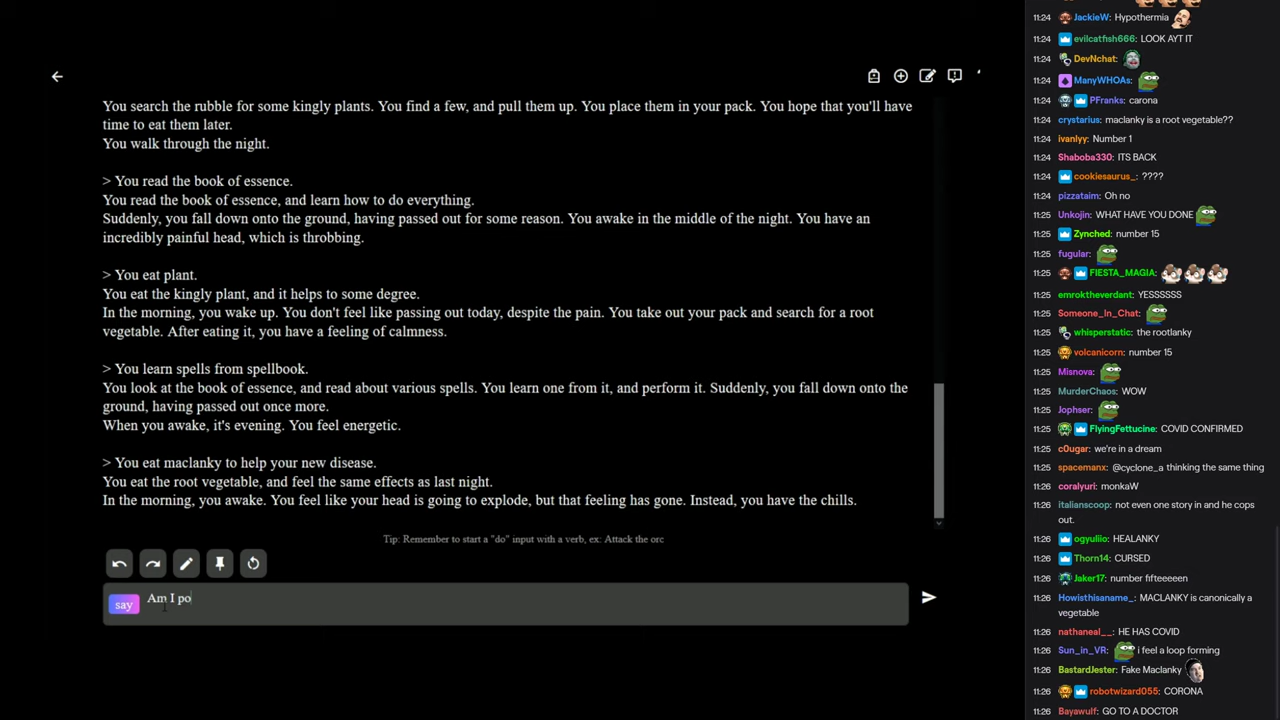 You search the rubble for some kingly plants. You find a few, and pull them up. You place them in your pack. You hope that you'll have
time to eat them later.
You walk through the night.
> You read the book of essence.
You read the book of essence, and learn how to do everything.
Suddenly, you fall down onto the ground, having passed out for some reason. You awake in the middle of the night. You have an
incredibly painful head, which is throbbing.
> You eat plant.
You eat the kingly plant, and it helps to some degree.
In the morning, you wake up. You don't feel like passing out today, despite the pain. You take out your pack and search for a root
vegetable. After eating it, you have a feeling of calmness.
> You learn spells from spellbook.
You look at the book of essence, and read about various spells. You learn one from it, and perform it. Suddenly, you fall down onto the
ground, having passed out once more.
When you awake, it's evening. You feel energetic.
> You eat maclanky to help your new disease.
You eat the root vegetable, and feel the same effects as last night.
In the morning, you awake. You feel like your head is going to explode, but that feeling has gone. Instead, you have the chills.
Tip: Remember to start a "do" input with a verb, ex: Attack the orc
say Am I po
11:24 JackieW: Hypothermia
11:24 evilcatfish666: LOOK AYT IT
11:24 DevNchat:
11:24 ManyWHOAs:
11:24 PFranks: carona
11:24 crystarius: maclanky is a root vegetable??
11:24 ivanlyy: Number 1
11:24 Shaboba330: ITS BACK
11:24 cookiesaurus_: ????
11:24 pizzataim: Oh no
11:25 Unkojin: WHAT HAVE YOU DONE
11:25 Zynched: number 15
11:25 fugular:
11:25 FIESTA_MAGIA:
11:25 emroktheverdant: YESSSSSS
11:25 Someone_In_Chat:
11:25 whisperstatic: the rootlanky
11:25 volcanicorn: number 15
11:25 Misnova:
11:25 MurderChaos: WOW
11:25 Jophser:
11:25 FlyingFettucine: COVID CONFIRMED
11:25 c0ugar: we're in a dream
11:25 spacemanx: @cyclone_a thinking the same thing
11:26 coralyuri: monkaW
11:26 italianscoop: not even one story in and he cops
out.
11:26 ogyuliio: HEALANKY
11:26 Thorn14: CURSED
11:26 Jaker17: number fifteeeeen
11:26 Howisthisaname_: MACLANKY is canonically a
vegetable
11:26 nathaneal__: HE HAS COVID
11:26 Sun_in_VR: i feel a loop forming
11:26 BastardJester: Fake Maclanky
11:26 robotwizard055: CORONA
11:26 Bayawulf: GO TO A DOCTOR